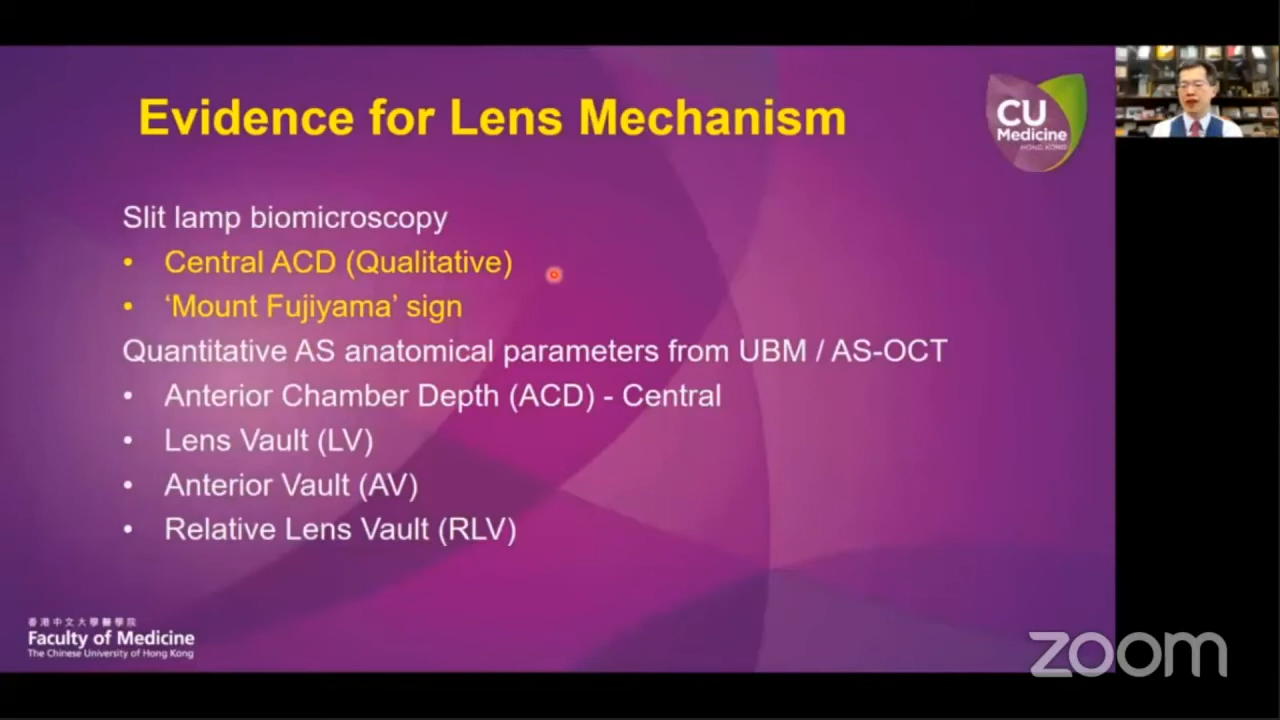 Evidence for Lens Mechanism
CU
Medicine
HONG KONG
Slit lamp biomicroscopy
• Central ACD (Qualitative)
• ‘Mount Fujiyama’ sign
Quantitative AS anatomical parameters from UBM / AS-OCT
• Anterior Chamber Depth (ACD) - Central
• Lens Vault (LV)
• Anterior Vault (AV)
• Relative Lens Vault (RLV)
香港中文大學醫學院
Faculty of Medicine
The Chinese University of Hong Kong
zoom